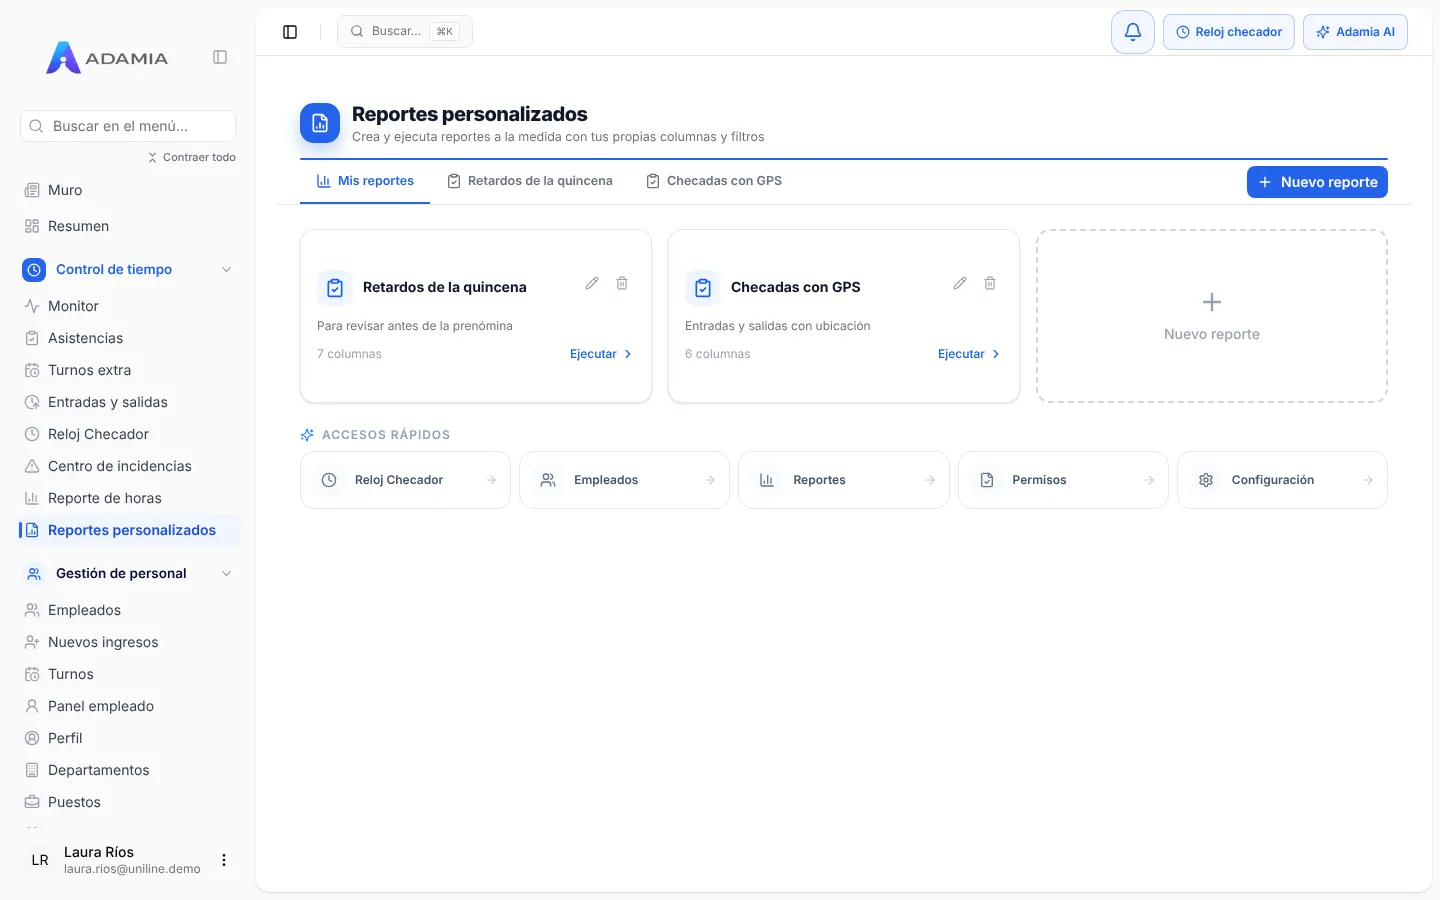 ADAMIA
Buscar en el menú...
Contraer todo
Muro
Resumen
Control de tiempo
Monitor
Asistencias
Turnos extra
Entradas y salidas
Reloj Checador
Centro de incidencias
Reporte de horas
Reportes personalizados
Gestión de personal
Empleados
Nuevos ingresos
Turnos
Panel empleado
Perfil
Departamentos
Puestos
LR
Laura Ríos
laura.rios@uniline.demo
Buscar... ⌘K
Reloj checador
Adamia AI
Reportes personalizados
Crea y ejecuta reportes a la medida con tus propias columnas y filtros
Mis reportes
Retardos de la quincena
Checadas con GPS
Nuevo reporte
Retardos de la quincena
Para revisar antes de la prenómina
7 columnas
Ejecutar
Checadas con GPS
Entradas y salidas con ubicación
6 columnas
Ejecutar
Nuevo reporte
ACCESOS RÁPIDOS
Reloj Checador
Empleados
Reportes
Permisos
Configuración